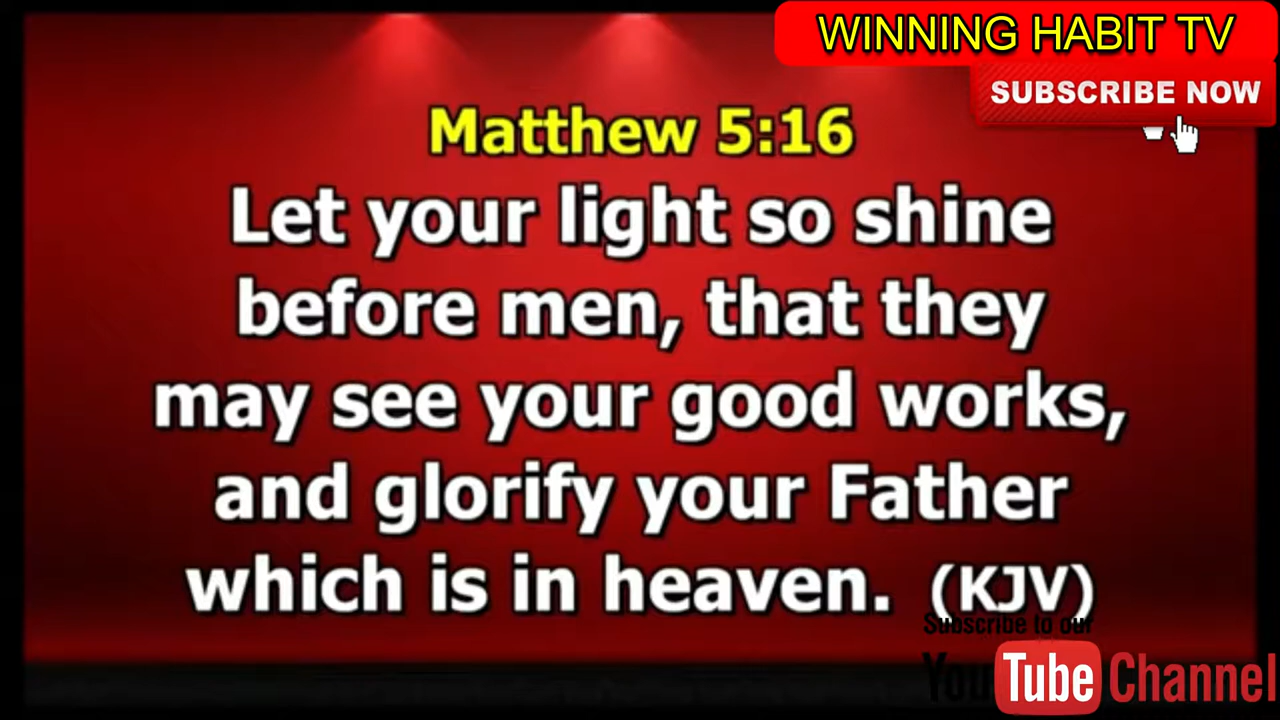 WINNING HABIT TV
SUBSCRIBE NOW
Matthew 5:16
Let your light so shine
before men, that they
may see your good works,
and glorify your Father
which is in heaven. (KJV)
Subscribe to our
YouTube Channel